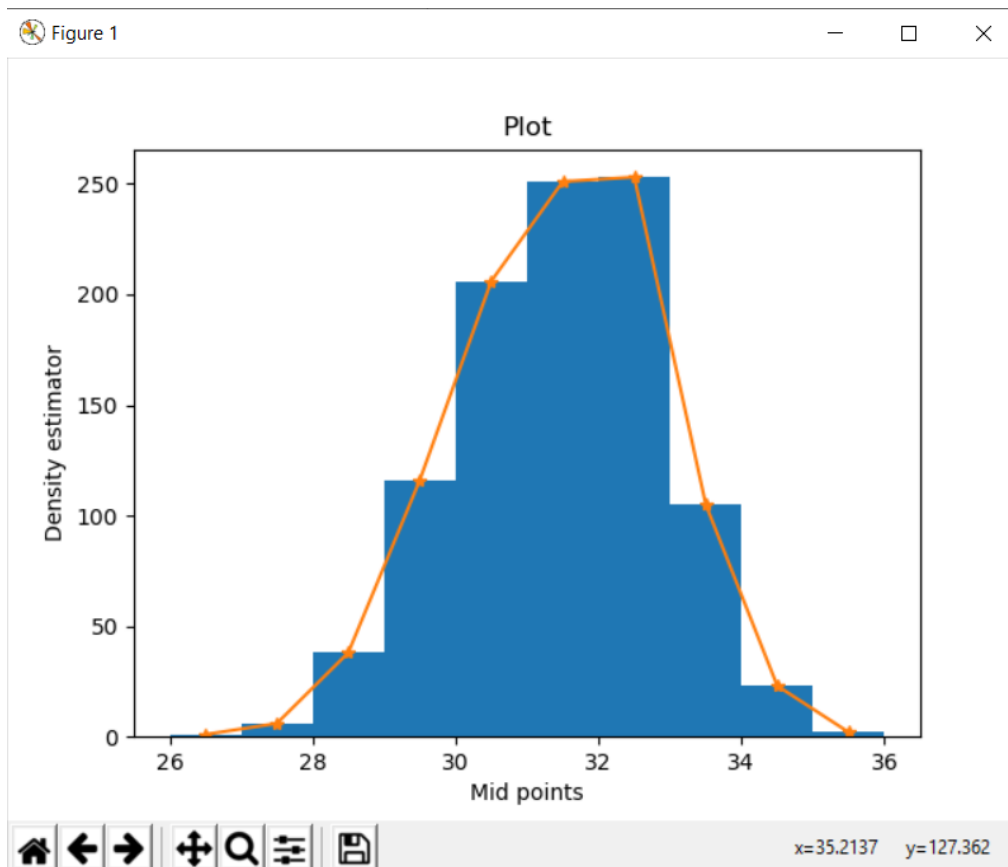 Figure 1
Plot
250
200
150
100
50
0
Density estimator
26 28 30 32 34 36
Mid points
x=35.2137 y=127.362